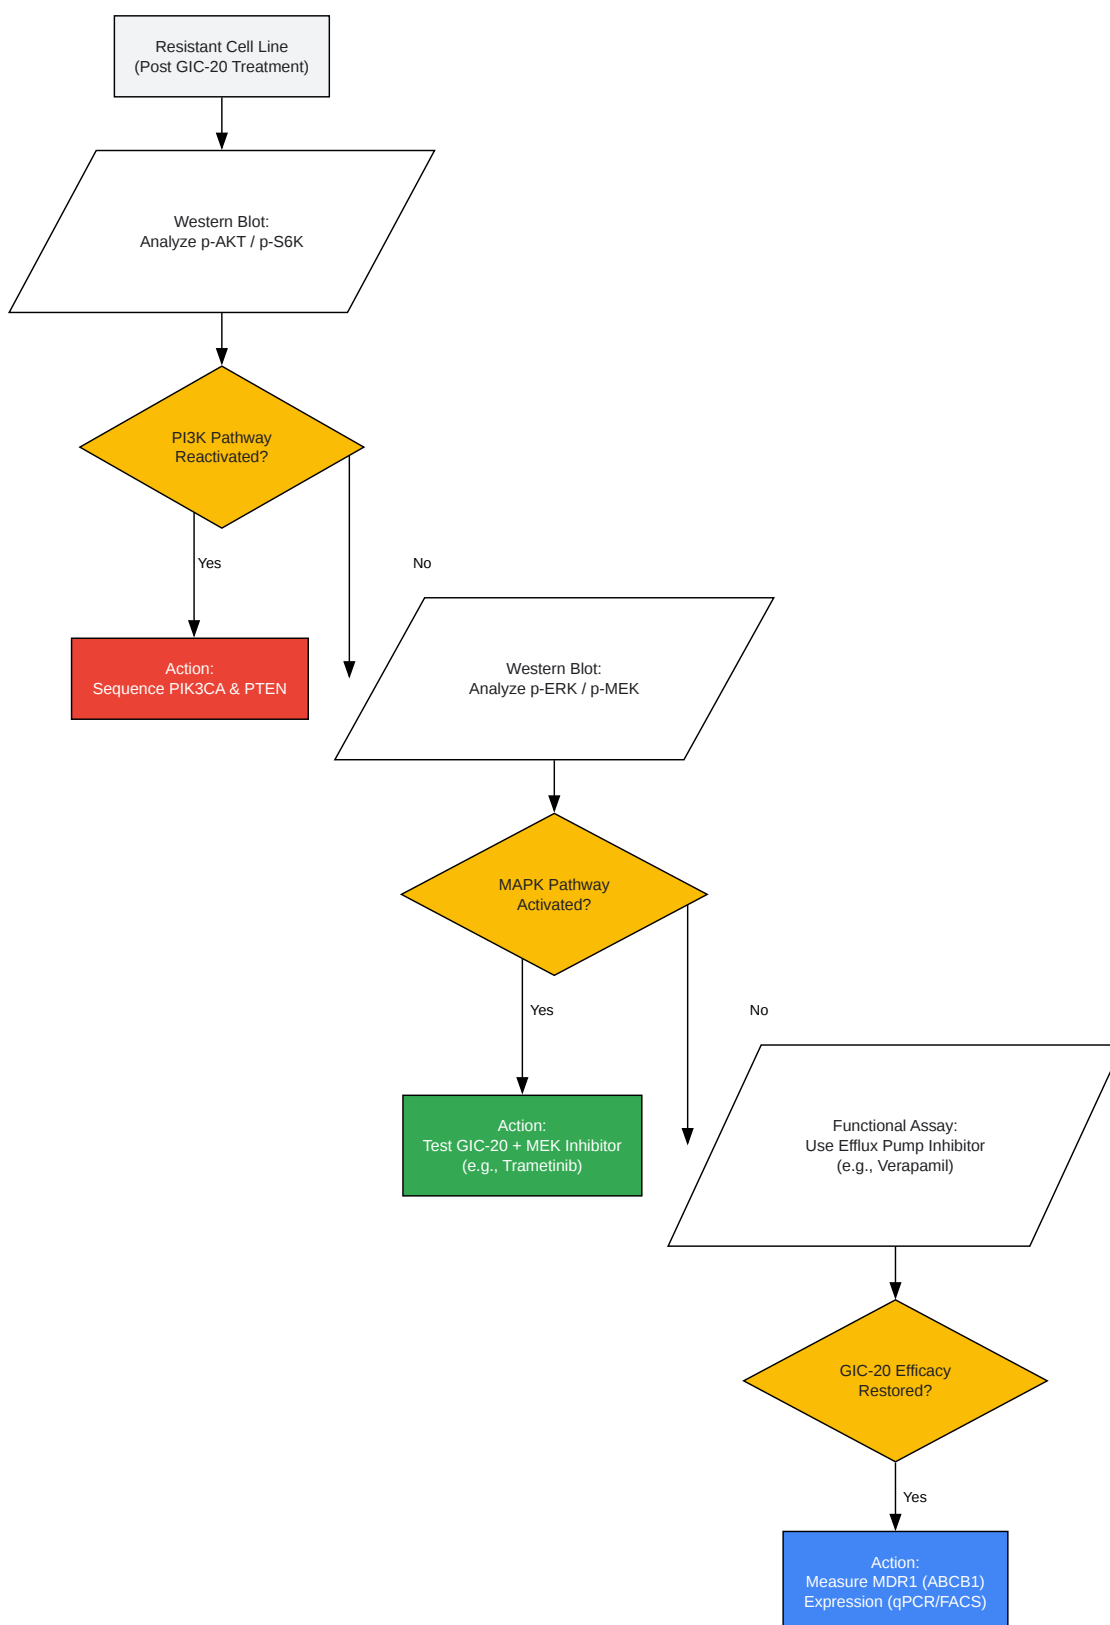 Resistant Cell Line
(Post GIC-20 Treatment)
Western Blot:
Analyze p-AKT / p-S6K
PI3K Pathway
Reactivated?
Yes
No
Action:
Sequence PIK3CA & PTEN
Western Blot:
Analyze p-ERK / p-MEK
MAPK Pathway
Activated?
Yes
No
Action:
Test GIC-20 + MEK Inhibitor
(e.g., Trametinib)
Functional Assay:
Use Efflux Pump Inhibitor
(e.g., Verapamil)
GIC-20 Efficacy
Restored?
Yes
Action:
Measure MDR1 (ABCB1)
Expression (qPCR/FACS)